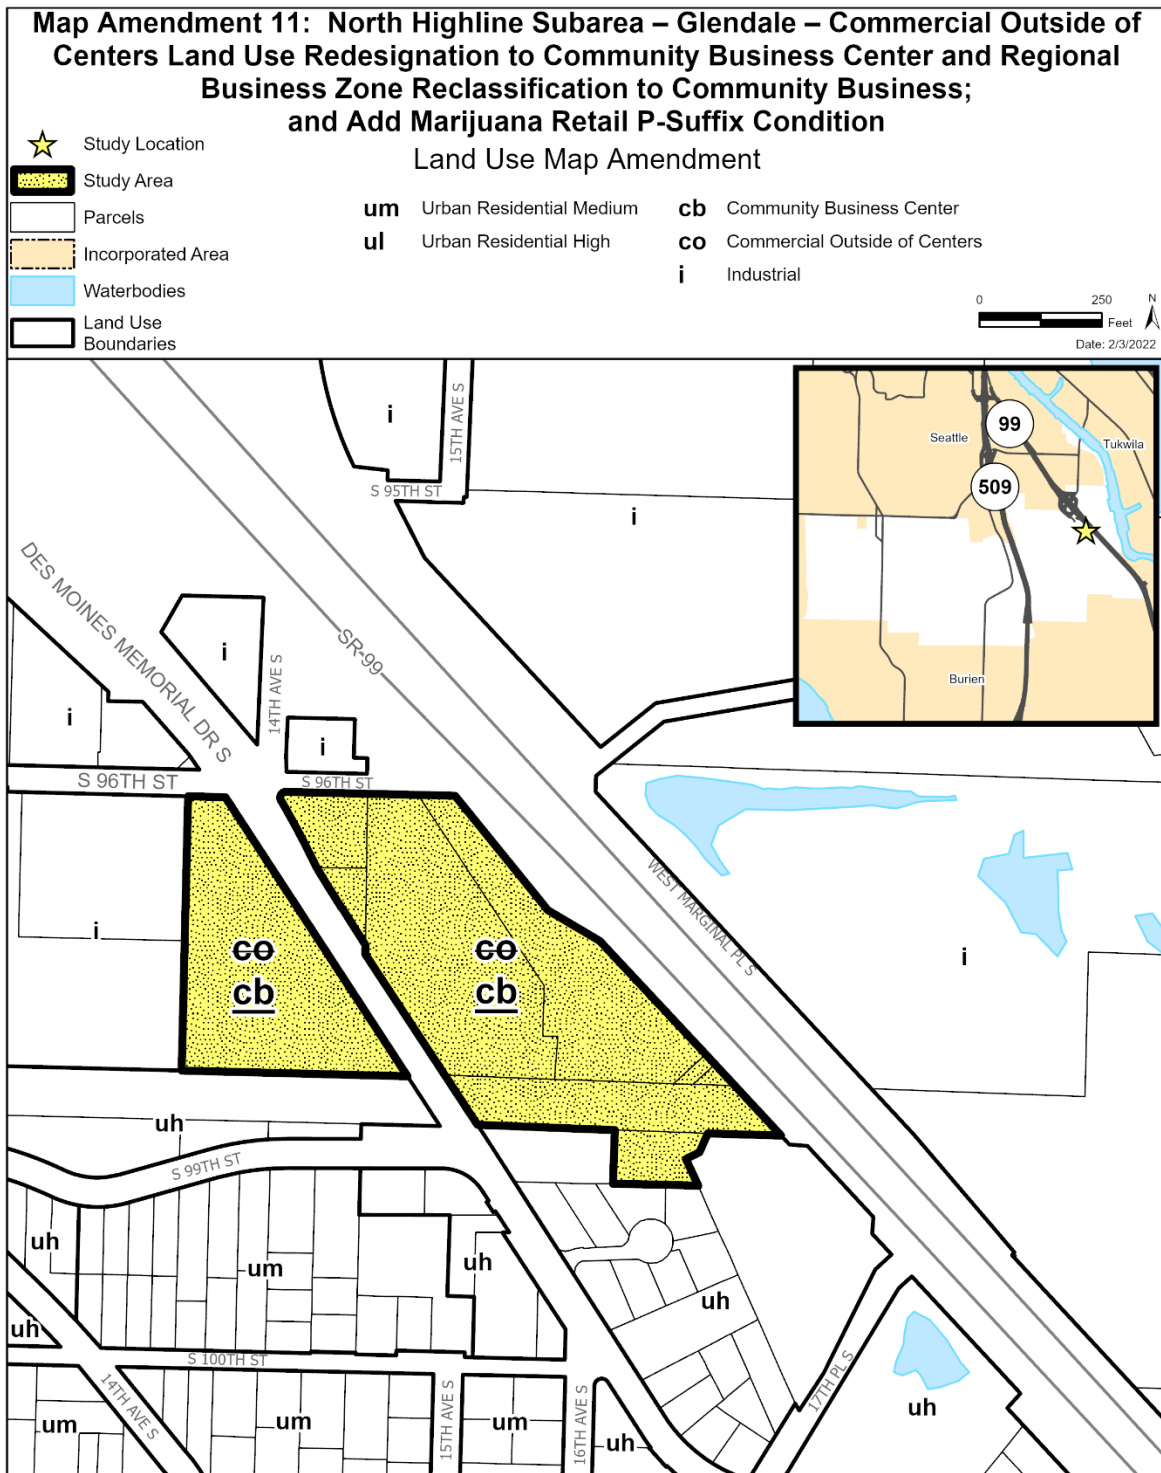 Map Amendment 11: North Highline Subarea – Glendale – Commercial Outside of
Centers Land Use Redesignation to Community Business Center and Regional
Business Zone Reclassification to Community Business;
and Add Marijuana Retail P-Suffix Condition
Land Use Map Amendment
Study Location
Study Area
Parcels
Incorporated Area
Waterbodies
Land Use
Boundaries
um Urban Residential Medium
ul Urban Residential High
cb Community Business Center
co Commercial Outside of Centers
i Industrial
0 250
Feet
N
Date: 2/3/2022
Seattle
99
Tukwila
509
Burien
i
15TH AVE S
S 95TH ST
i
DES MOINES MEMORIAL DR S
SR-99
i
14TH AVE S
i
i
S 96TH ST
S 96TH ST
WEST MARGINAL PL S
i
co
cb
co
cb
i
uh
S 99TH ST
uh
um
uh
uh
uh
S 100TH ST
14TH AVE S
um
um
15TH AVE S
um
16TH AVE S
uh
17TH PL S
uh